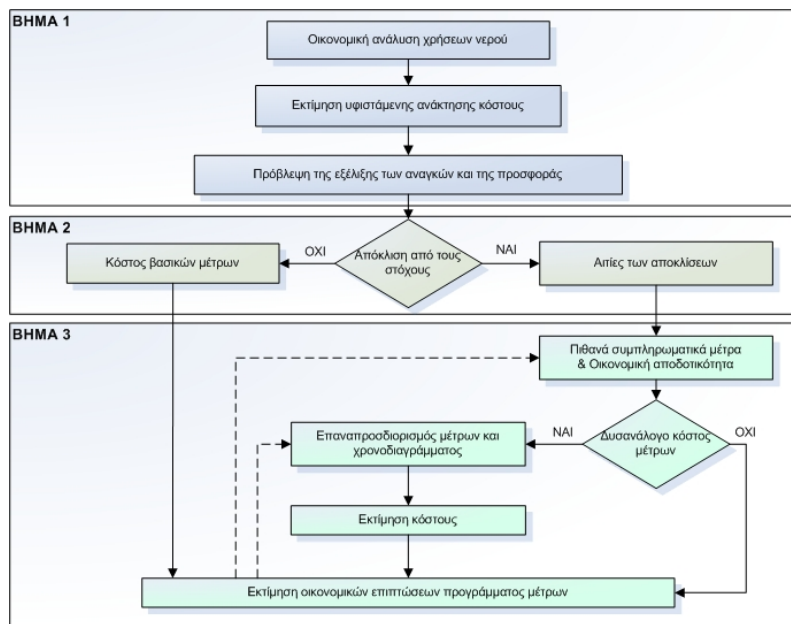 ΒΗΜΑ 1
Οικονομική ανάλυση χρήσεων νερού
Εκτίμηση υφιστάμενης ανάκτησης κόστους
Πρόβλεψη της εξέλιξης των αναγκών και της προσφοράς
ΒΗΜΑ 2
Κόστος βασικών μέτρων
ΟΧΙ
Απόκλιση από τους
στόχους
ΝΑΙ
Αιτίες των αποκλίσεων
ΒΗΜΑ 3
Πιθανά συμπληρωματικά μέτρα
& Οικονομική αποδοτικότητα
Επαναπροσδιορισμός μέτρων και
χρονοδιαγράμματος
ΝΑΙ
Δυσανάλογο κόστος
μέτρων
ΟΧΙ
Εκτίμηση κόστους
Εκτίμηση οικονομικών επιπτώσεων προγράμματος μέτρων